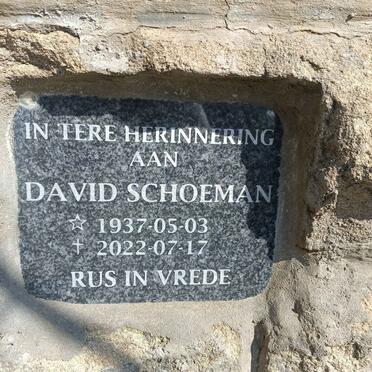 IN TERE HERINNERING
AAN
DAVID SCHOEMAN
☆ 1937-05-03
† 2022-07-17
RUS IN VREDE